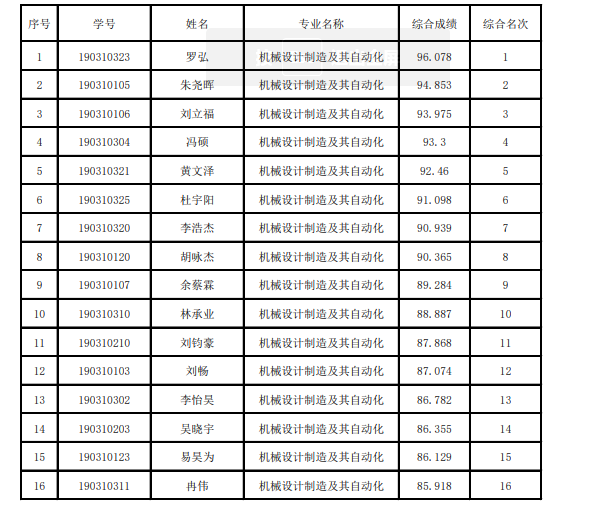 序号 学号 姓名 专业名称 综合成绩 综合名次
1 190310323 罗弘 机械设计制造及其自动化 96.078 1
2 190310105 朱尧晖 机械设计制造及其自动化 94.853 2
3 190310106 刘立福 机械设计制造及其自动化 93.975 3
4 190310304 冯硕 机械设计制造及其自动化 93.3 4
5 190310321 黄文泽 机械设计制造及其自动化 92.46 5
6 190310325 杜宇阳 机械设计制造及其自动化 91.098 6
7 190310320 李浩杰 机械设计制造及其自动化 90.939 7
8 190310120 胡咏杰 机械设计制造及其自动化 90.365 8
9 190310107 余蔡霖 机械设计制造及其自动化 89.284 9
10 190310310 林承业 机械设计制造及其自动化 88.887 10
11 190310210 刘钧豪 机械设计制造及其自动化 87.868 11
12 190310103 刘畅 机械设计制造及其自动化 87.074 12
13 190310302 李怡昊 机械设计制造及其自动化 86.782 13
14 190310203 吴晓宇 机械设计制造及其自动化 86.355 14
15 190310123 易昊为 机械设计制造及其自动化 86.129 15
16 190310311 冉伟 机械设计制造及其自动化 85.918 16